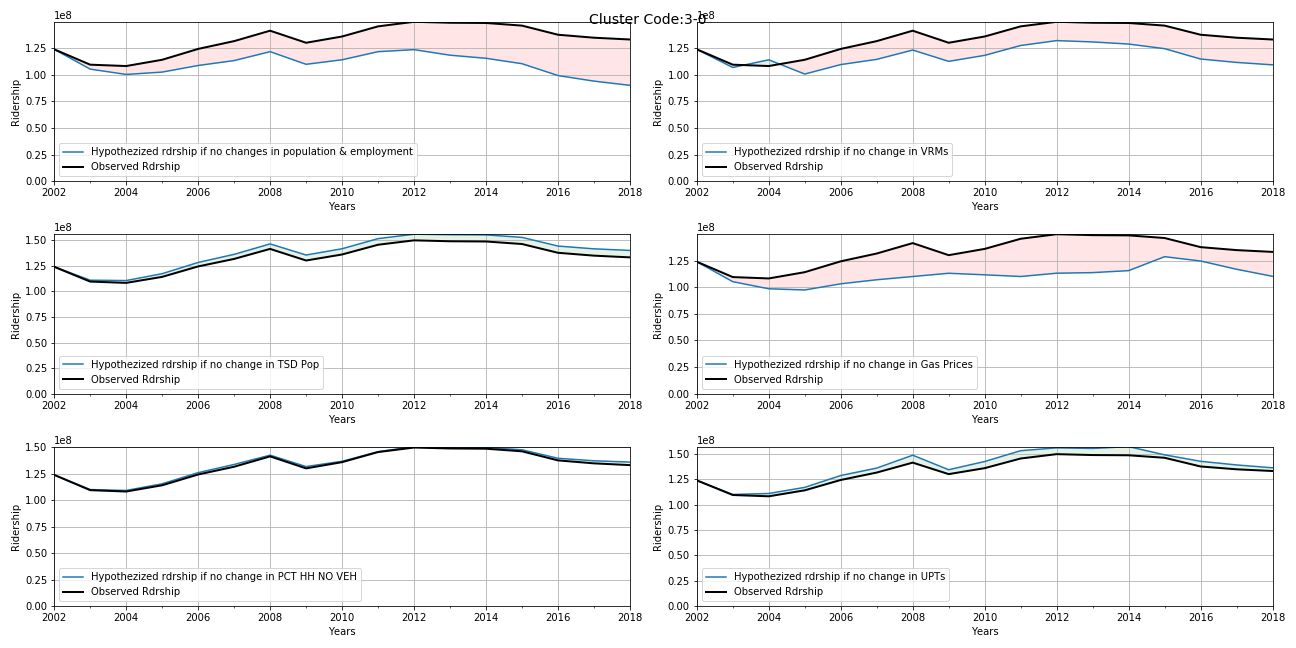 Cluster Code:3-0
1e8
1.25
1.00
0.75
0.50
0.25
0.00
Ridership
Hypothezized rdrship if no changes in population & employment
Observed Rdrship
2002 2004 2006 2008 2010 2012 2014 2016 2018
Years
1e8
1.25
1.00
0.75
0.50
0.25
0.00
Ridership
Hypothezized rdrship if no change in VRMs
Observed Rdrship
2002 2004 2006 2008 2010 2012 2014 2016 2018
Years
1e8
1.50
1.25
1.00
0.75
0.50
0.25
0.00
Ridership
Hypothezized rdrship if no change in TSD Pop
Observed Rdrship
2002 2004 2006 2008 2010 2012 2014 2016 2018
Years
1e8
1.25
1.00
0.75
0.50
0.25
0.00
Ridership
Hypothezized rdrship if no change in Gas Prices
Observed Rdrship
2002 2004 2006 2008 2010 2012 2014 2016 2018
Years
1e8
1.50
1.25
1.00
0.75
0.50
0.25
0.00
Ridership
Hypothezized rdrship if no change in PCT HH NO VEH
Observed Rdrship
2002 2004 2006 2008 2010 2012 2014 2016 2018
Years
1e8
1.50
1.25
1.00
0.75
0.50
0.25
0.00
Ridership
Hypothezized rdrship if no change in UPTs
Observed Rdrship
2002 2004 2006 2008 2010 2012 2014 2016 2018
Years